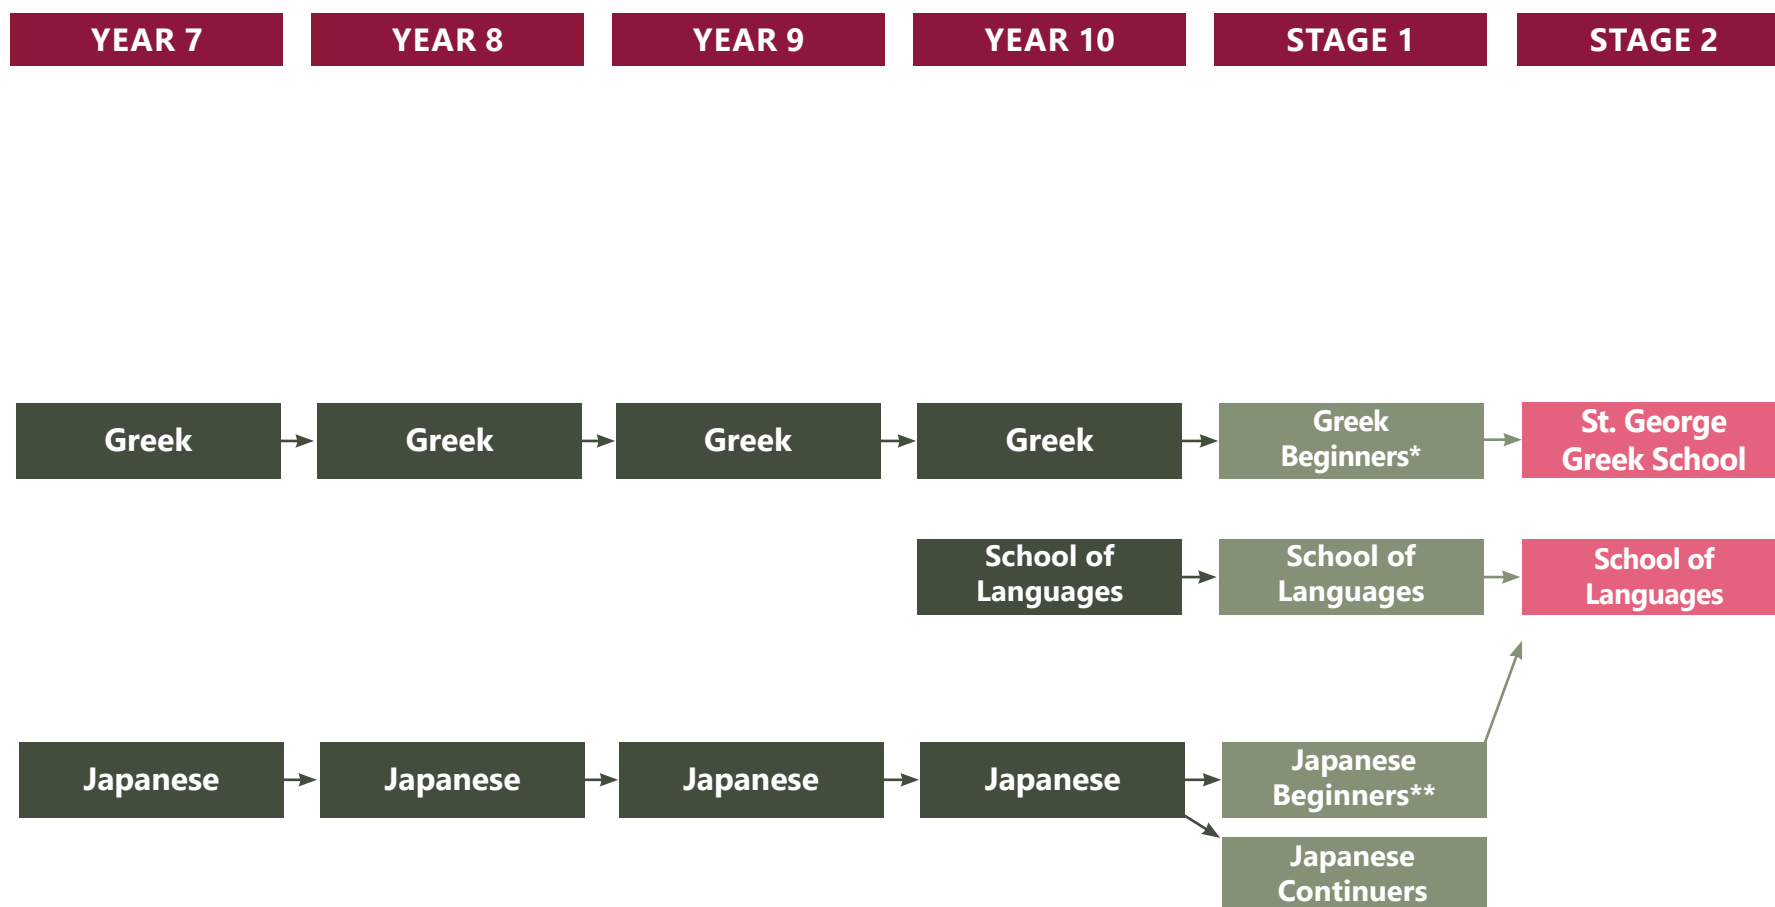 YEAR 7
YEAR 8
YEAR 9
YEAR 10
STAGE 1
STAGE 2
Greek
Greek
Greek
Greek
Greek
Beginners*
St. George
Greek School
School of
Languages
School of
Languages
School of
Languages
Japanese
Japanese
Japanese
Japanese
Japanese
Beginners**
Japanese
Continuers